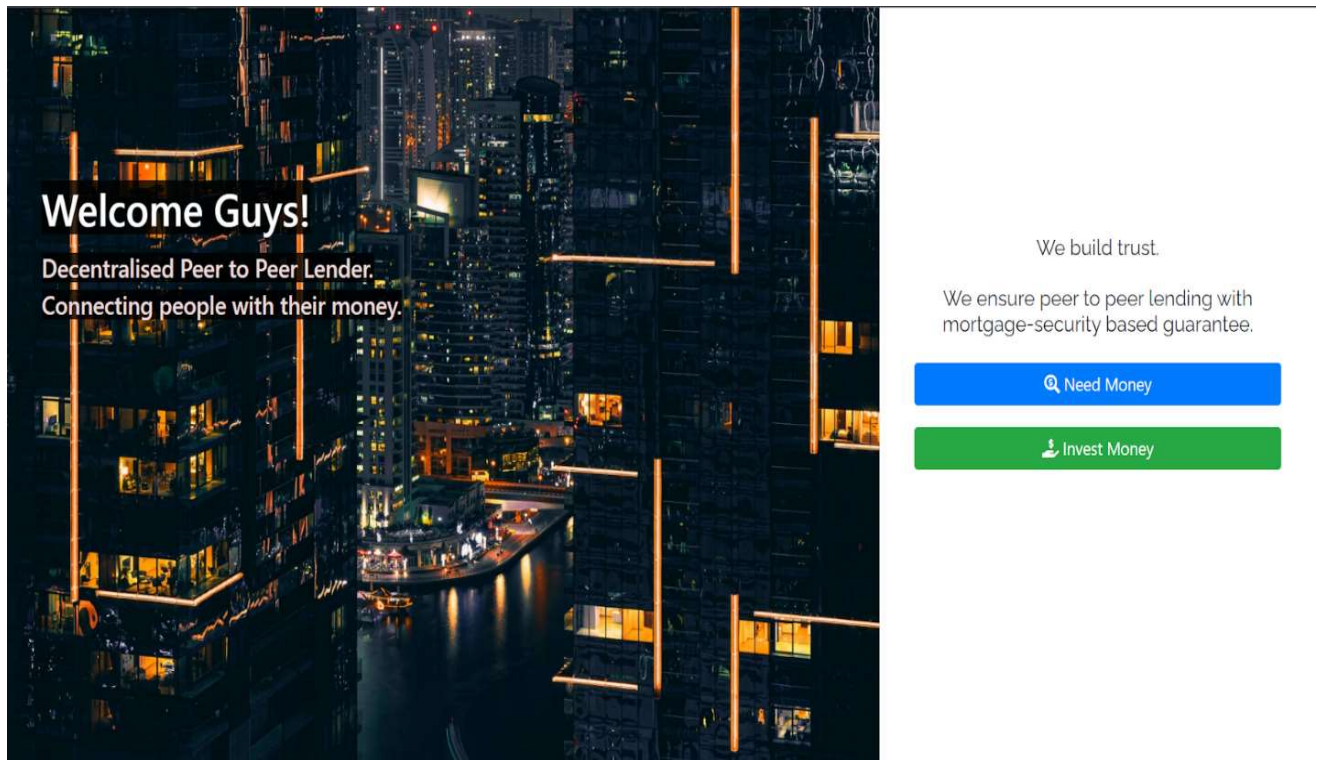 Welcome Guys!
Decentralised Peer to Peer Lender.
Connecting people with their money.
We build trust.
We ensure peer to peer lending with
mortgage-security based guarantee.
Need Money
Invest Money